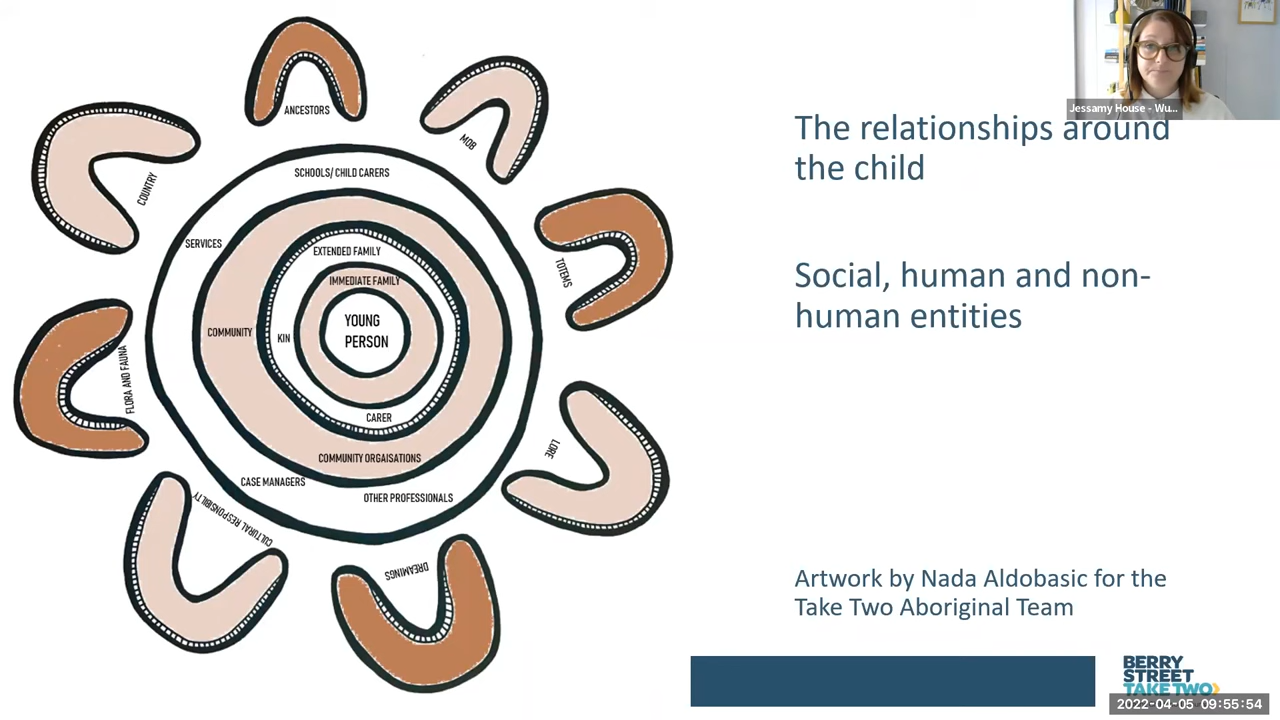 ANCESTORS
MOB
COUNTRY
TOTEMS
FLORA AND FAUNA
LORE
CULTURAL RESPONSIBILTY
DREAMINGS
SCHOOLS/ CHILD CARERS
SERVICES
EXTENDED FAMILY
IMMEDIATE FAMILY
YOUNG
PERSON
COMMUNITY
KIN
CARER
COMMUNITY ORGAISATIONS
CASE MANAGERS
OTHER PROFESSIONALS
Jessamy House - Wu...
The relationships around
the child
Social, human and non-
human entities
Artwork by Nada Aldobasic for the
Take Two Aboriginal Team
BERRY
STREET
TAKE TWO
2022-04-05 09:55:54